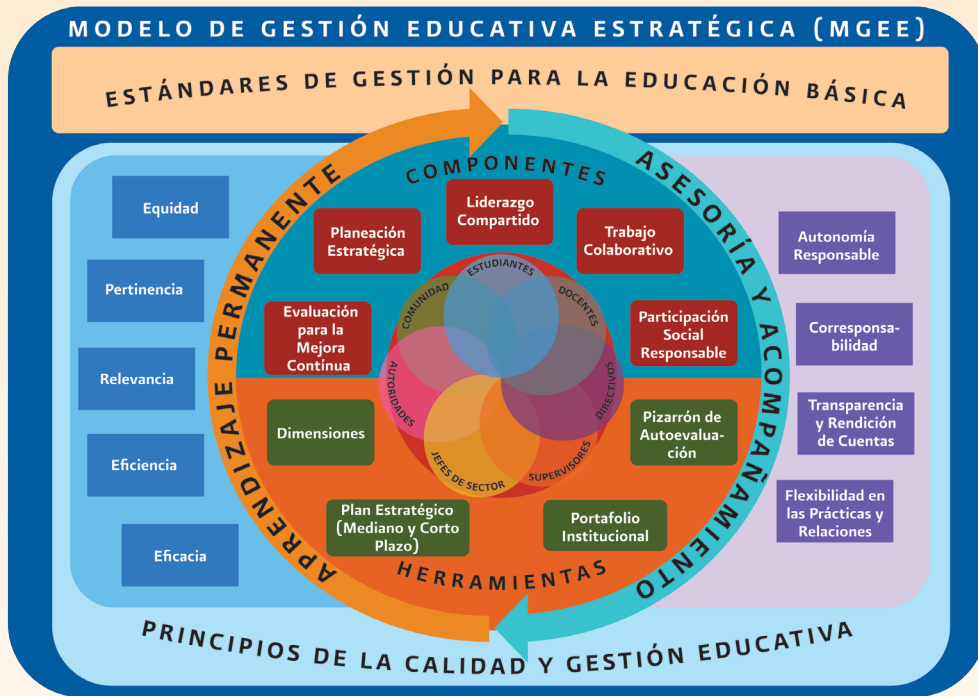 MODELO DE GESTIÓN EDUCATIVA ESTRATÉGICA (MGEE)
ESTÁNDARES DE GESTIÓN PARA LA EDUCACIÓN BÁSICA
APRENDIZAJE PERMANENTE
ASESORÍA Y ACOMPAÑAMIENTO
Equidad
Pertinencia
Relevancia
Eficiencia
Eficacia
COMPONENTES
Liderazgo
Compartido
Planeación
Estratégica
Trabajo
Colaborativo
Evaluación
para la
Mejora
Contínua
Participación
Social
Responsable
ESTUDIANTES
COMUNIDAD
DOCENTES
AUTORIDADES
DIRECTIVOS
JEFES DE SECTOR
SUPERVISORES
Dimensiones
Pizarrón de
Autoevalua-
ción
Plan Estratégico
(Mediano y Corto
Plazo)
Portafolio
Institucional
HERRAMIENTAS
Autonomía
Responsable
Corresponsa-
bilidad
Transparencia
y Rendición
de Cuentas
Flexibilidad en
las Prácticas y
Relaciones
PRINCIPIOS DE LA CALIDAD Y GESTIÓN EDUCATIVA